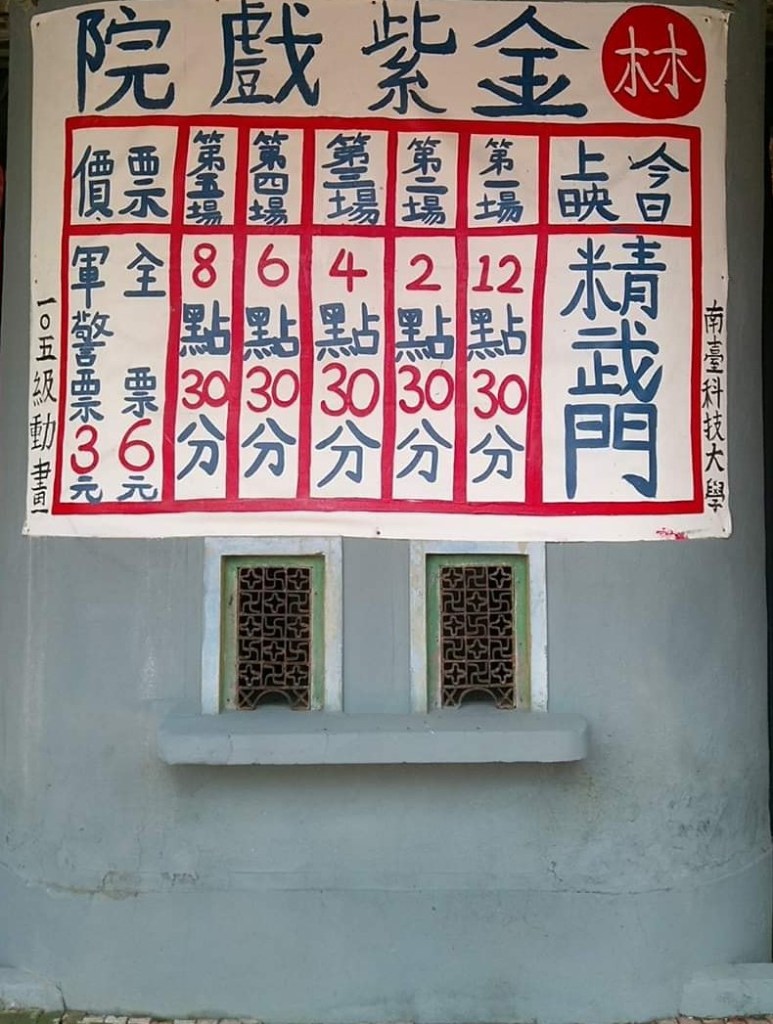 林
金紫戲院
今日上映
精武門
第一場
12點30分
第二場
2點30分
第三場
4點30分
第四場
6點30分
第五場
8點30分
票價
全票6元
軍警票3元
南臺科技大學
一〇五級動畫一